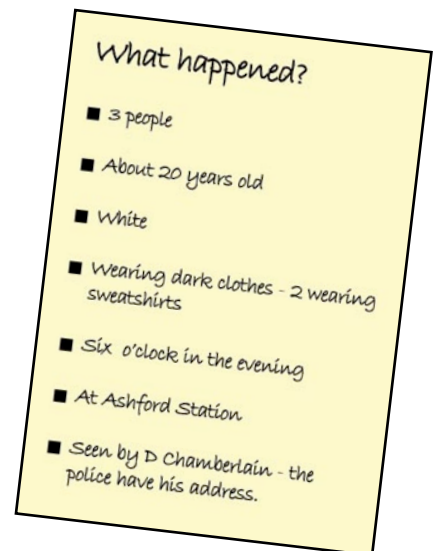 What happened?
■ 3 people
■ About 20 years old
■ White
■ Wearing dark clothes - 2 wearing
sweatshirts
■ Six o'clock in the evening
■ At Ashford Station
■ Seen by D Chamberlain - the
police have his address.